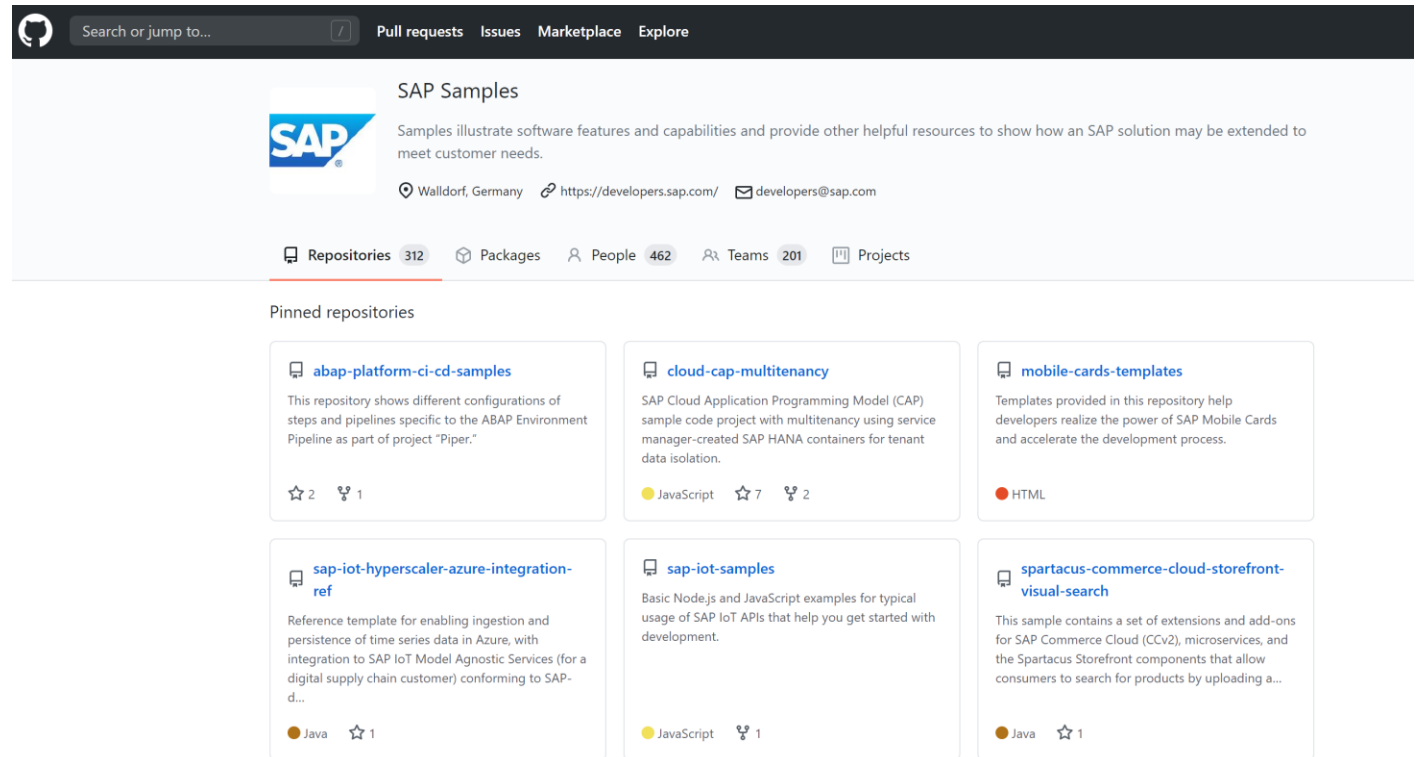 Search or jump to... /
Pull requests Issues Marketplace Explore
SAP
®
SAP Samples
Samples illustrate software features and capabilities and provide other helpful resources to show how an SAP solution may be extended to
meet customer needs.
Walldorf, Germany https://developers.sap.com/ developers@sap.com
Repositories 312 Packages People 462 Teams 201 Projects
Pinned repositories
abap-platform-ci-cd-samples
This repository shows different configurations of
steps and pipelines specific to the ABAP Environment
Pipeline as part of project “Piper.”
2 1
cloud-cap-multitenancy
SAP Cloud Application Programming Model (CAP)
sample code project with multitenancy using service
manager-created SAP HANA containers for tenant
data isolation.
JavaScript 7 2
mobile-cards-templates
Templates provided in this repository help
developers realize the power of SAP Mobile Cards
and accelerate the development process.
HTML
sap-iot-hyperscaler-azure-integration-
ref
Reference template for enabling ingestion and
persistence of time series data in Azure, with
integration to SAP IoT Model Agnostic Services (for a
digital supply chain customer) conforming to SAP-
d...
Java 1
sap-iot-samples
Basic Node.js and JavaScript examples for typical
usage of SAP IoT APIs that help you get started with
development.
JavaScript 1
spartacus-commerce-cloud-storefront-
visual-search
This sample contains a set of extensions and add-ons
for SAP Commerce Cloud (CCv2), microservices, and
the Spartacus Storefront components that allow
consumers to search for products by uploading a...
Java 1